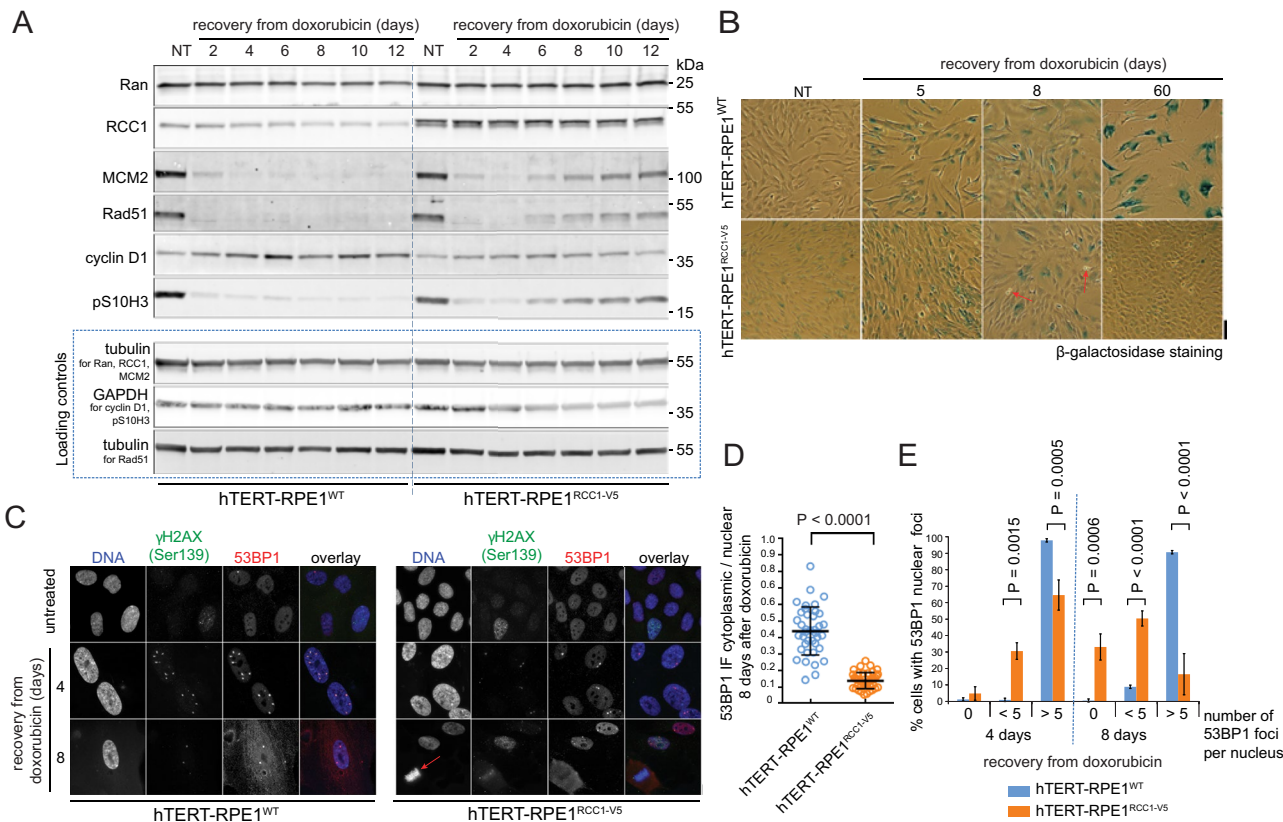 A
recovery from doxorubicin (days)
recovery from doxorubicin (days)
NT 2 4 6 8 10 12 NT 2 4 6 8 10 12
kDa
Ran
25
55
RCC1
MCM2
100
Rad51
55
cyclin D1
35
pS10H3
15
Loading controls
tubulin
for Ran, RCC1,
MCM2
55
GAPDH
for cyclin D1,
pS10H3
35
tubulin
for Rad51
55
hTERT-RPE1WT
hTERT-RPE1RCC1-V5
B
recovery from doxorubicin (days)
NT 5 8 60
hTERT-RPE1WT
hTERT-RPE1RCC1-V5
β-galactosidase staining
C
DNA γH2AX (Ser139) 53BP1 overlay
DNA γH2AX (Ser139) 53BP1 overlay
untreated
recovery from
doxorubicin (days)
4
8
hTERT-RPE1WT
hTERT-RPE1RCC1-V5
D
P < 0.0001
53BP1 IF cytoplasmic / nuclear
8 days after doxorubicin
1.0
0.9
0.8
0.7
0.6
0.5
0.4
0.3
0.2
0.1
0
hTERT-RPE1WT
hTERT-RPE1RCC1-V5
E
P = 0.0015
P = 0.0005
P = 0.0006
P < 0.0001
P < 0.0001
% cells with 53BP1 nuclear foci
100
90
80
70
60
50
40
30
20
10
0
0 < 5 > 5 0 < 5 > 5
number of
53BP1 foci
per nucleus
4 days 8 days
recovery from doxorubicin
hTERT-RPE1WT
hTERT-RPE1RCC1-V5